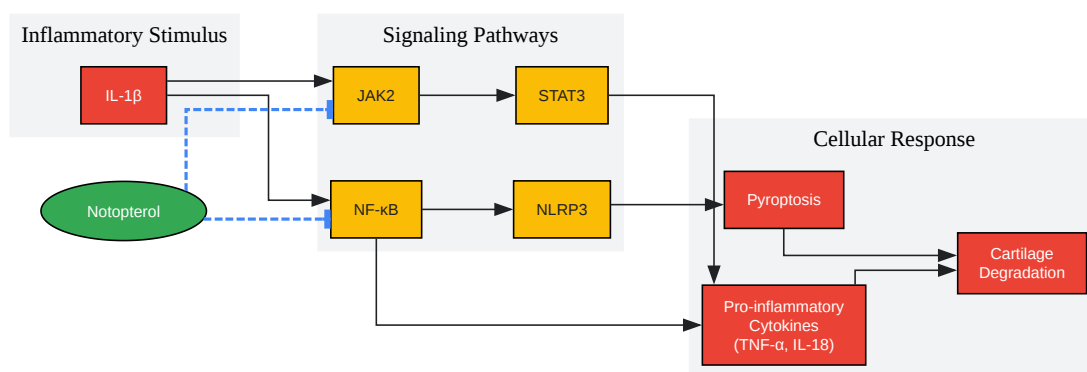 Inflammatory Stimulus
IL-1β
Notopterol
Signaling Pathways
JAK2
STAT3
NF-κB
NLRP3
Cellular Response
Pyroptosis
Pro-inflammatory
Cytokines
(TNF-α, IL-18)
Cartilage
Degradation